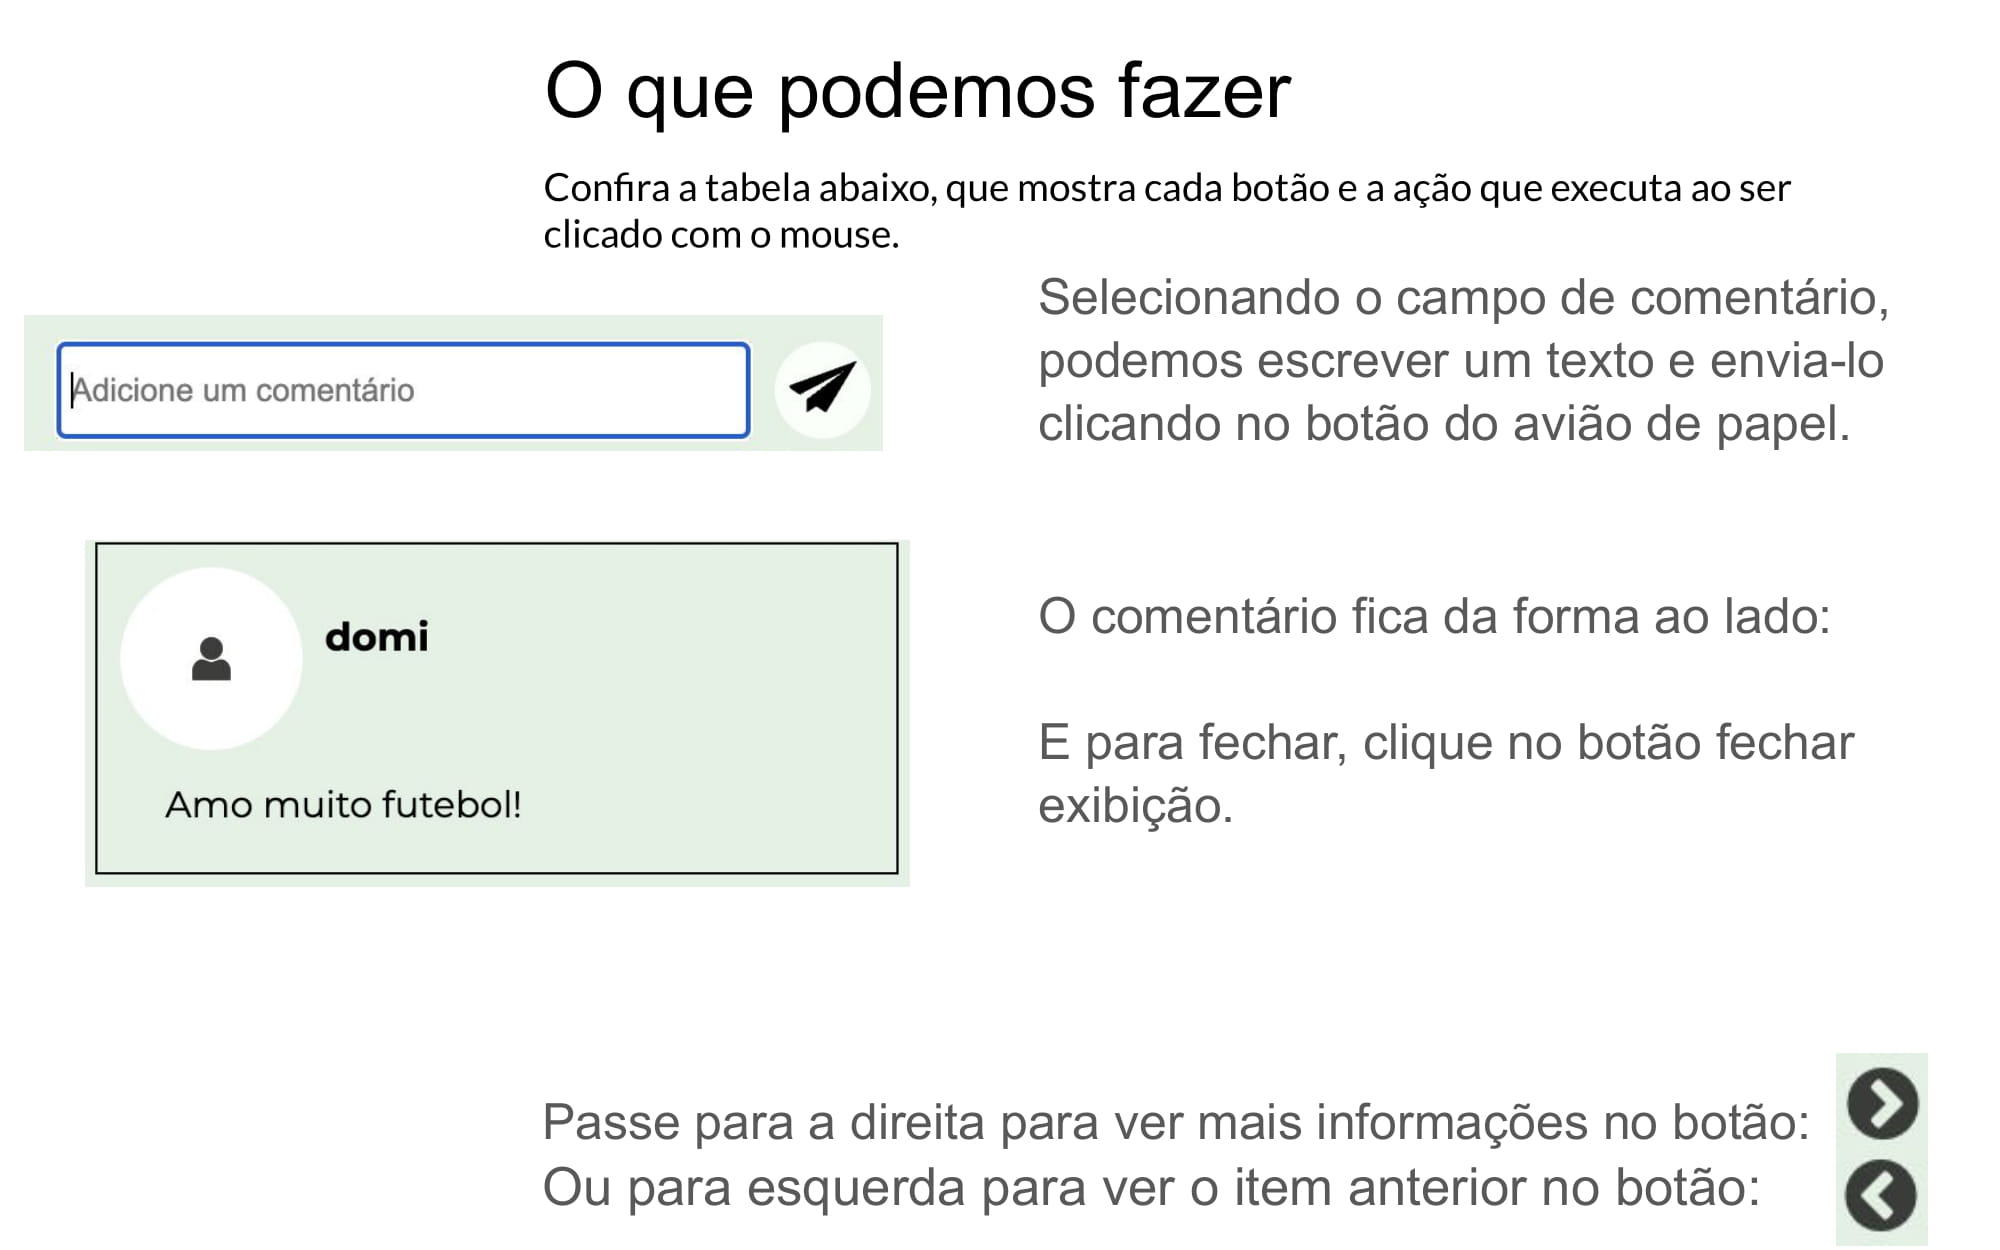 O que podemos fazer
Confira a tabela abaixo, que mostra cada botão e a ação que executa ao ser
clicado com o mouse.
Adicione um comentário
Selecionando o campo de comentário,
podemos escrever um texto e envia-lo
clicando no botão do avião de papel.
domi
Amo muito futebol!
O comentário fica da forma ao lado:
E para fechar, clique no botão fechar
exibição.
Passe para a direita para ver mais informações no botão:
Ou para esquerda para ver o item anterior no botão: